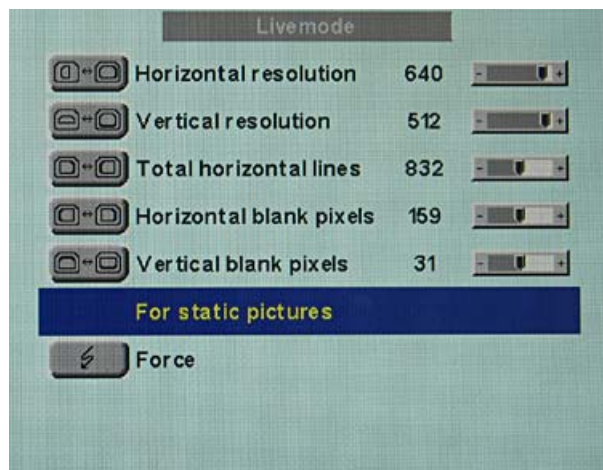 Livemode
Horizontal resolution 640
Vertical resolution 512
Total horizontal lines 832
Horizontal blank pixels 159
Vertical blank pixels 31
For static pictures
Force